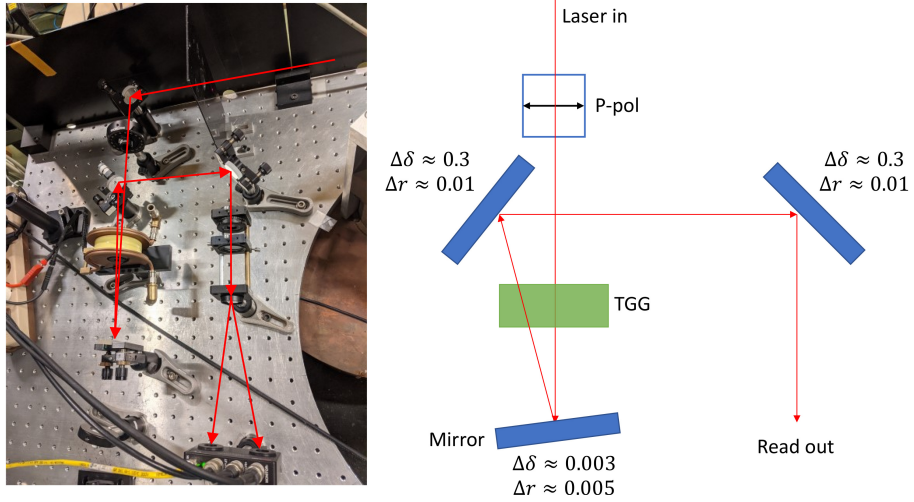 Laser in
P-pol
Δδ ≈ 0.3
Δr ≈ 0.01
Δδ ≈ 0.3
Δr ≈ 0.01
TGG
Mirror
Δδ ≈ 0.003
Δr ≈ 0.005
Read out